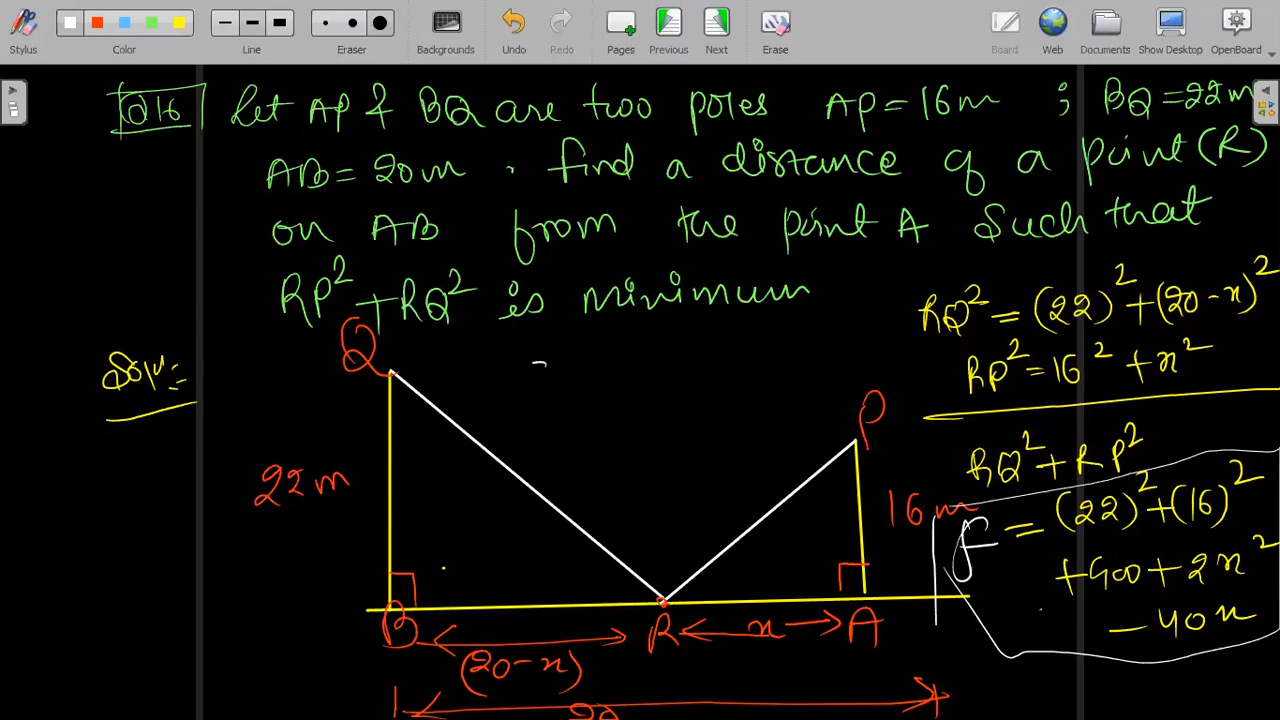 Stylus
Color
Line
Eraser
Backgrounds
Undo
Redo
Pages
Previous
Next
Erase
Board
Web
Documents
Show Desktop
OpenBoard
Q16 Let AP & BQ are two poles AP = 16m ; BQ = 22m
AB = 20m . find a distance of a point (R)
on AB from the point A such that
RP² + RQ² is minimum
Solⁿ:
RQ² = (22)² + (20-x)²
RP² = 16² + x²
RQ² + RP²
f = (22)² + (16)²
+400 + 2x²
- 40x
Q
P
22m
16m
B
R
x
A
(20-x)
20